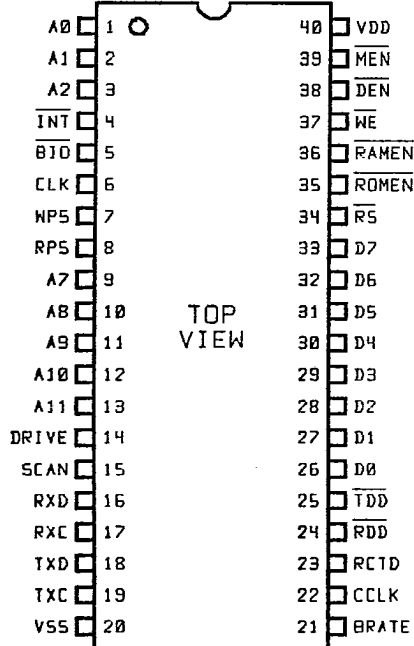 A0 1 40 VDD
A1 2 39 MEN
A2 3 38 DEN
INT 4 37 WE
BIO 5 36 RAMEN
CLK 6 35 ROMEN
WPS 7 34 RS
RPS 8 33 D7
A7 9 32 D6
A8 10 31 D5
A9 11 30 D4
A10 12 29 D3
A11 13 28 D2
DRIVE 14 27 D1
SCAN 15 26 D0
RXD 16 25 TDD
RXC 17 24 RDD
TXD 18 23 RCTD
TXC 19 22 CCLK
VSS 20 21 BRATE
TOP
VIEW